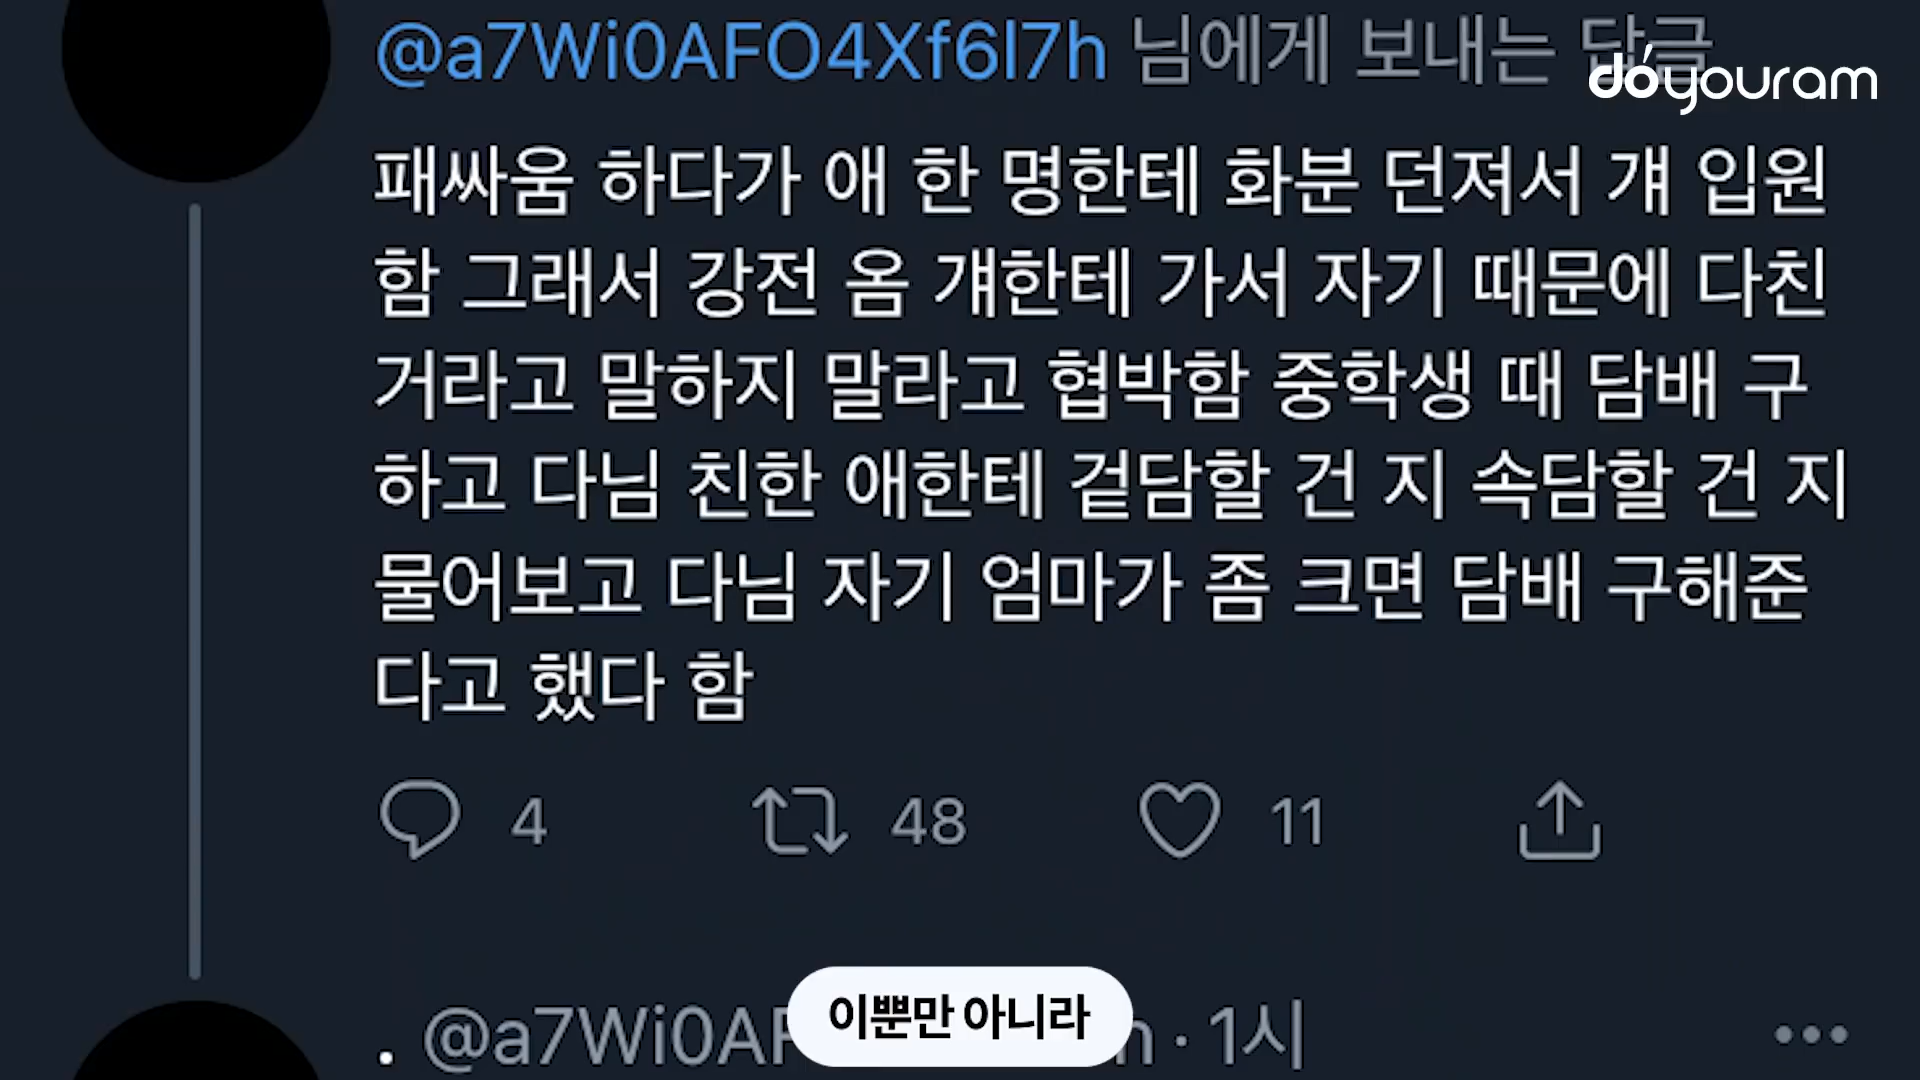 @a7Wi0AFO4Xf6l7h 님에게 보내는 답글
doyouram
패싸움 하다가 애 한 명한테 화분 던져서 걔 입원
함 그래서 강전 옴 걔한테 가서 자기 때문에 다친
거라고 말하지 말라고 협박함 중학생 때 담배 구
하고 다님 친한 애한테 겉담할 건 지 속담할 건 지
물어보고 다님 자기 엄마가 좀 크면 담배 구해준
다고 했다 함
4 48 11
. @a7Wi0AF h · 1시
이뿐만 아니라